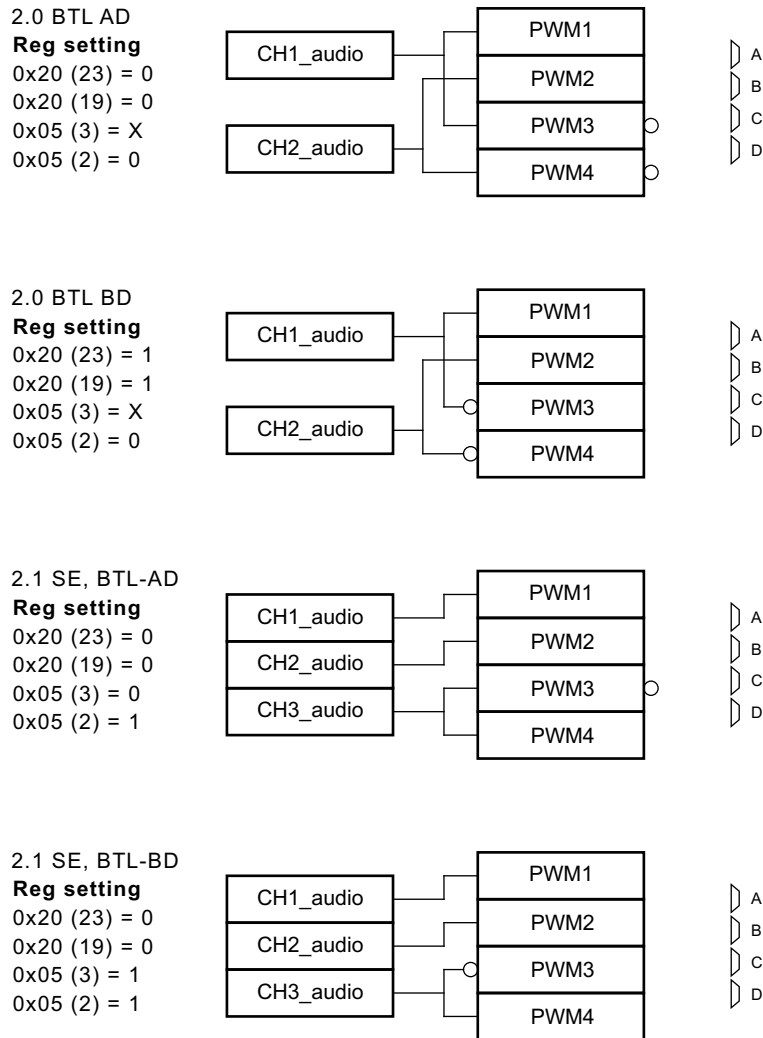 2.0 BTL AD
Reg setting
0x20 (23) = 0
0x20 (19) = 0
0x05 (3) = X
0x05 (2) = 0
CH1_audio
CH2_audio
PWM1
PWM2
PWM3
PWM4
A
B
C
D
2.0 BTL BD
Reg setting
0x20 (23) = 1
0x20 (19) = 1
0x05 (3) = X
0x05 (2) = 0
CH1_audio
CH2_audio
PWM1
PWM2
PWM3
PWM4
A
B
C
D
2.1 SE, BTL-AD
Reg setting
0x20 (23) = 0
0x20 (19) = 0
0x05 (3) = 0
0x05 (2) = 1
CH1_audio
CH2_audio
CH3_audio
PWM1
PWM2
PWM3
PWM4
A
B
C
D
2.1 SE, BTL-BD
Reg setting
0x20 (23) = 0
0x20 (19) = 0
0x05 (3) = 1
0x05 (2) = 1
CH1_audio
CH2_audio
CH3_audio
PWM1
PWM2
PWM3
PWM4
A
B
C
D